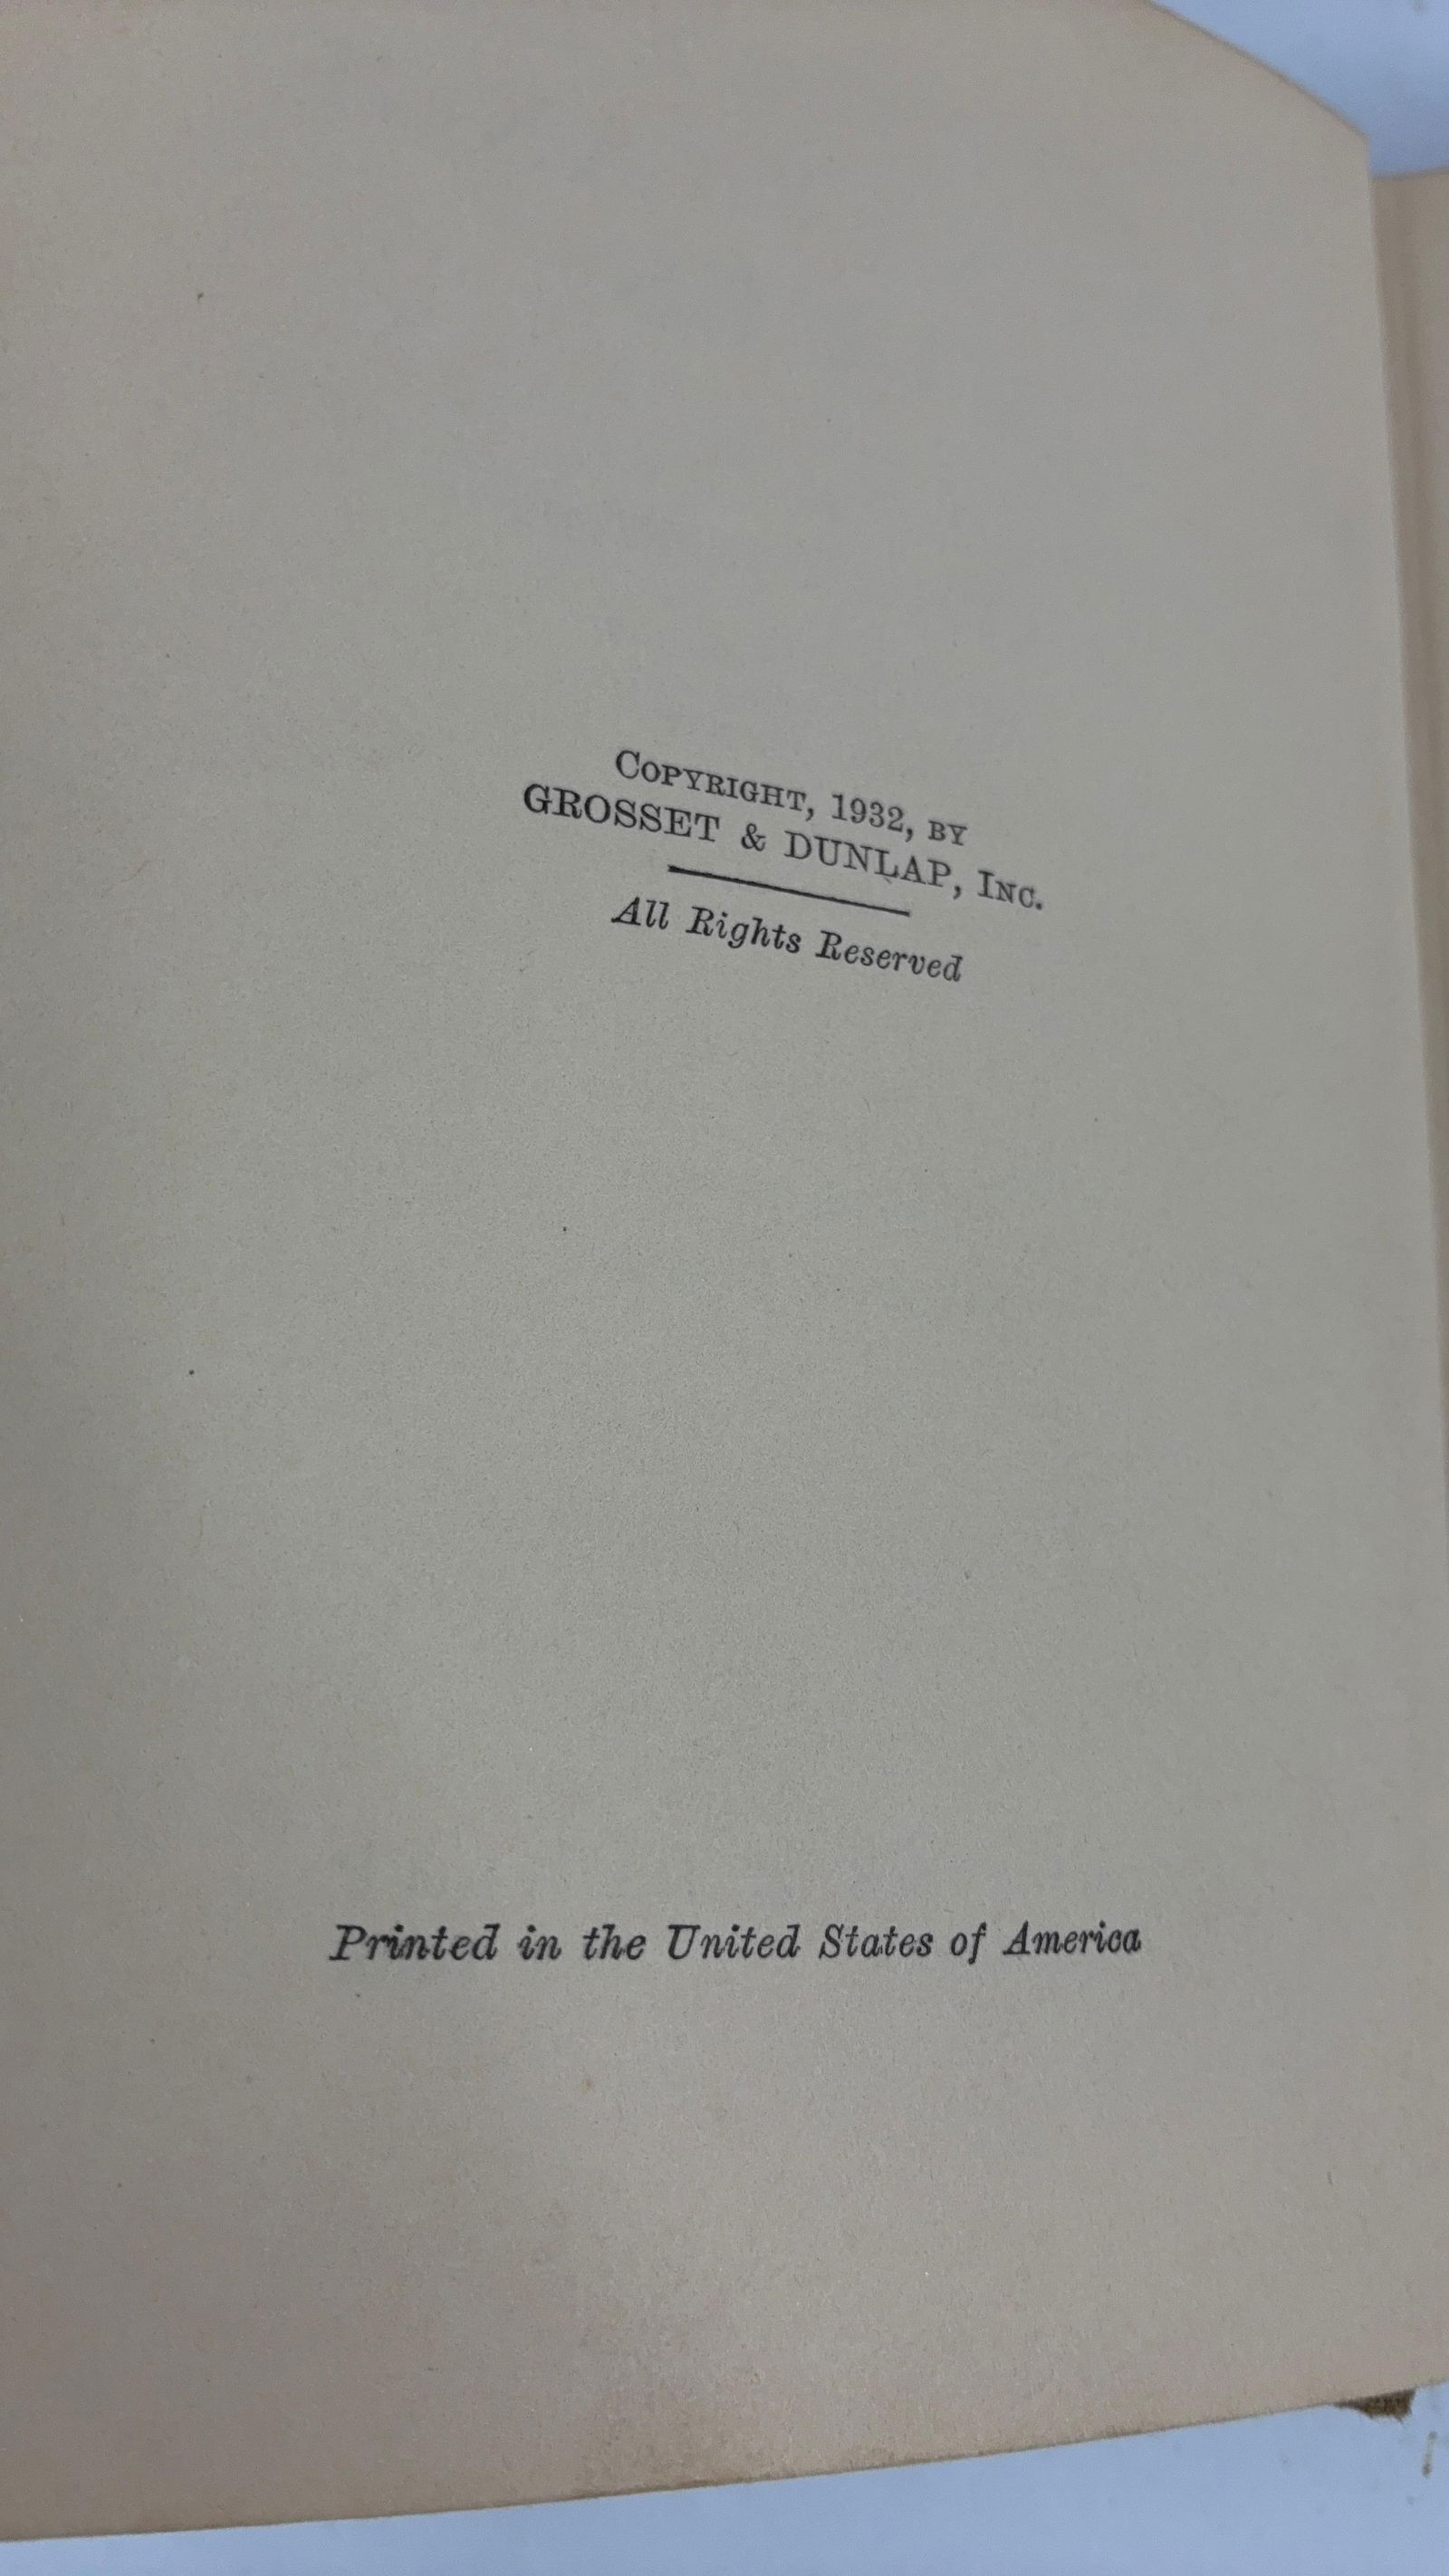 COPYRIGHT, 1932, BY
GROSSET & DUNLAP, INC.
All Rights Reserved
Printed in the United States of America